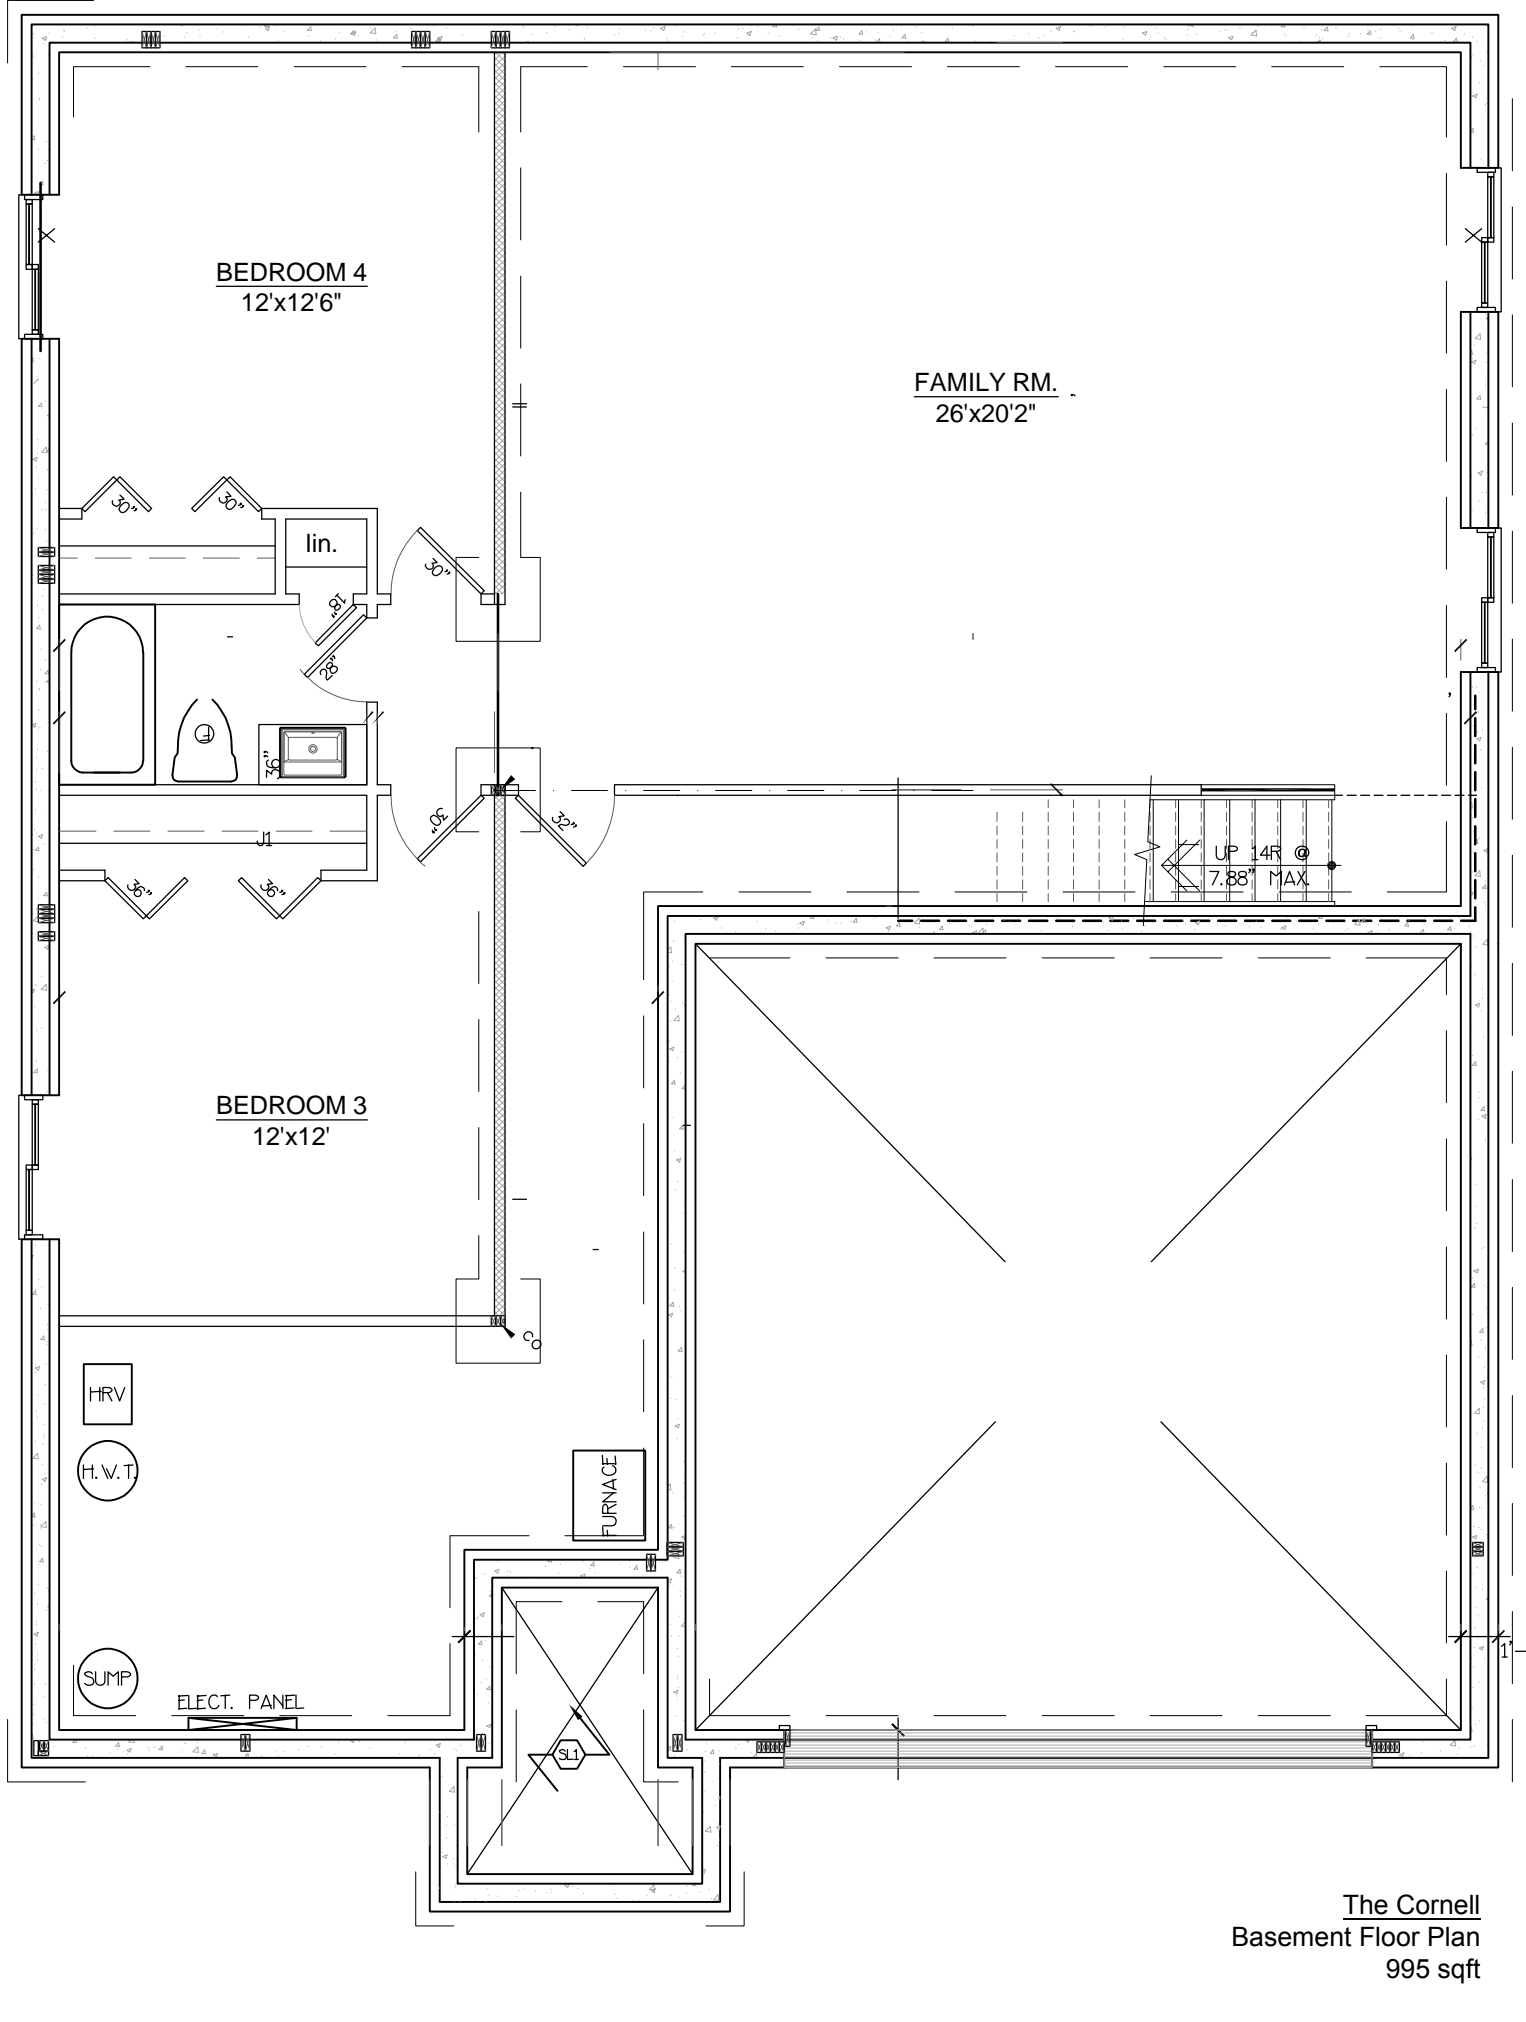 BEDROOM 4
12'x12'6"
FAMILY RM.
26'x20'2"
30"
30"
lin.
30"
18"
28"
36"
J1
30"
32"
UP 14R @
7.88" MAX.
36"
36"
BEDROOM 3
12'x12'
CO
HRV
H.W.T.
FURNACE
SUMP
ELECT. PANEL
SL1
1'
The Cornell
Basement Floor Plan
995 sqft